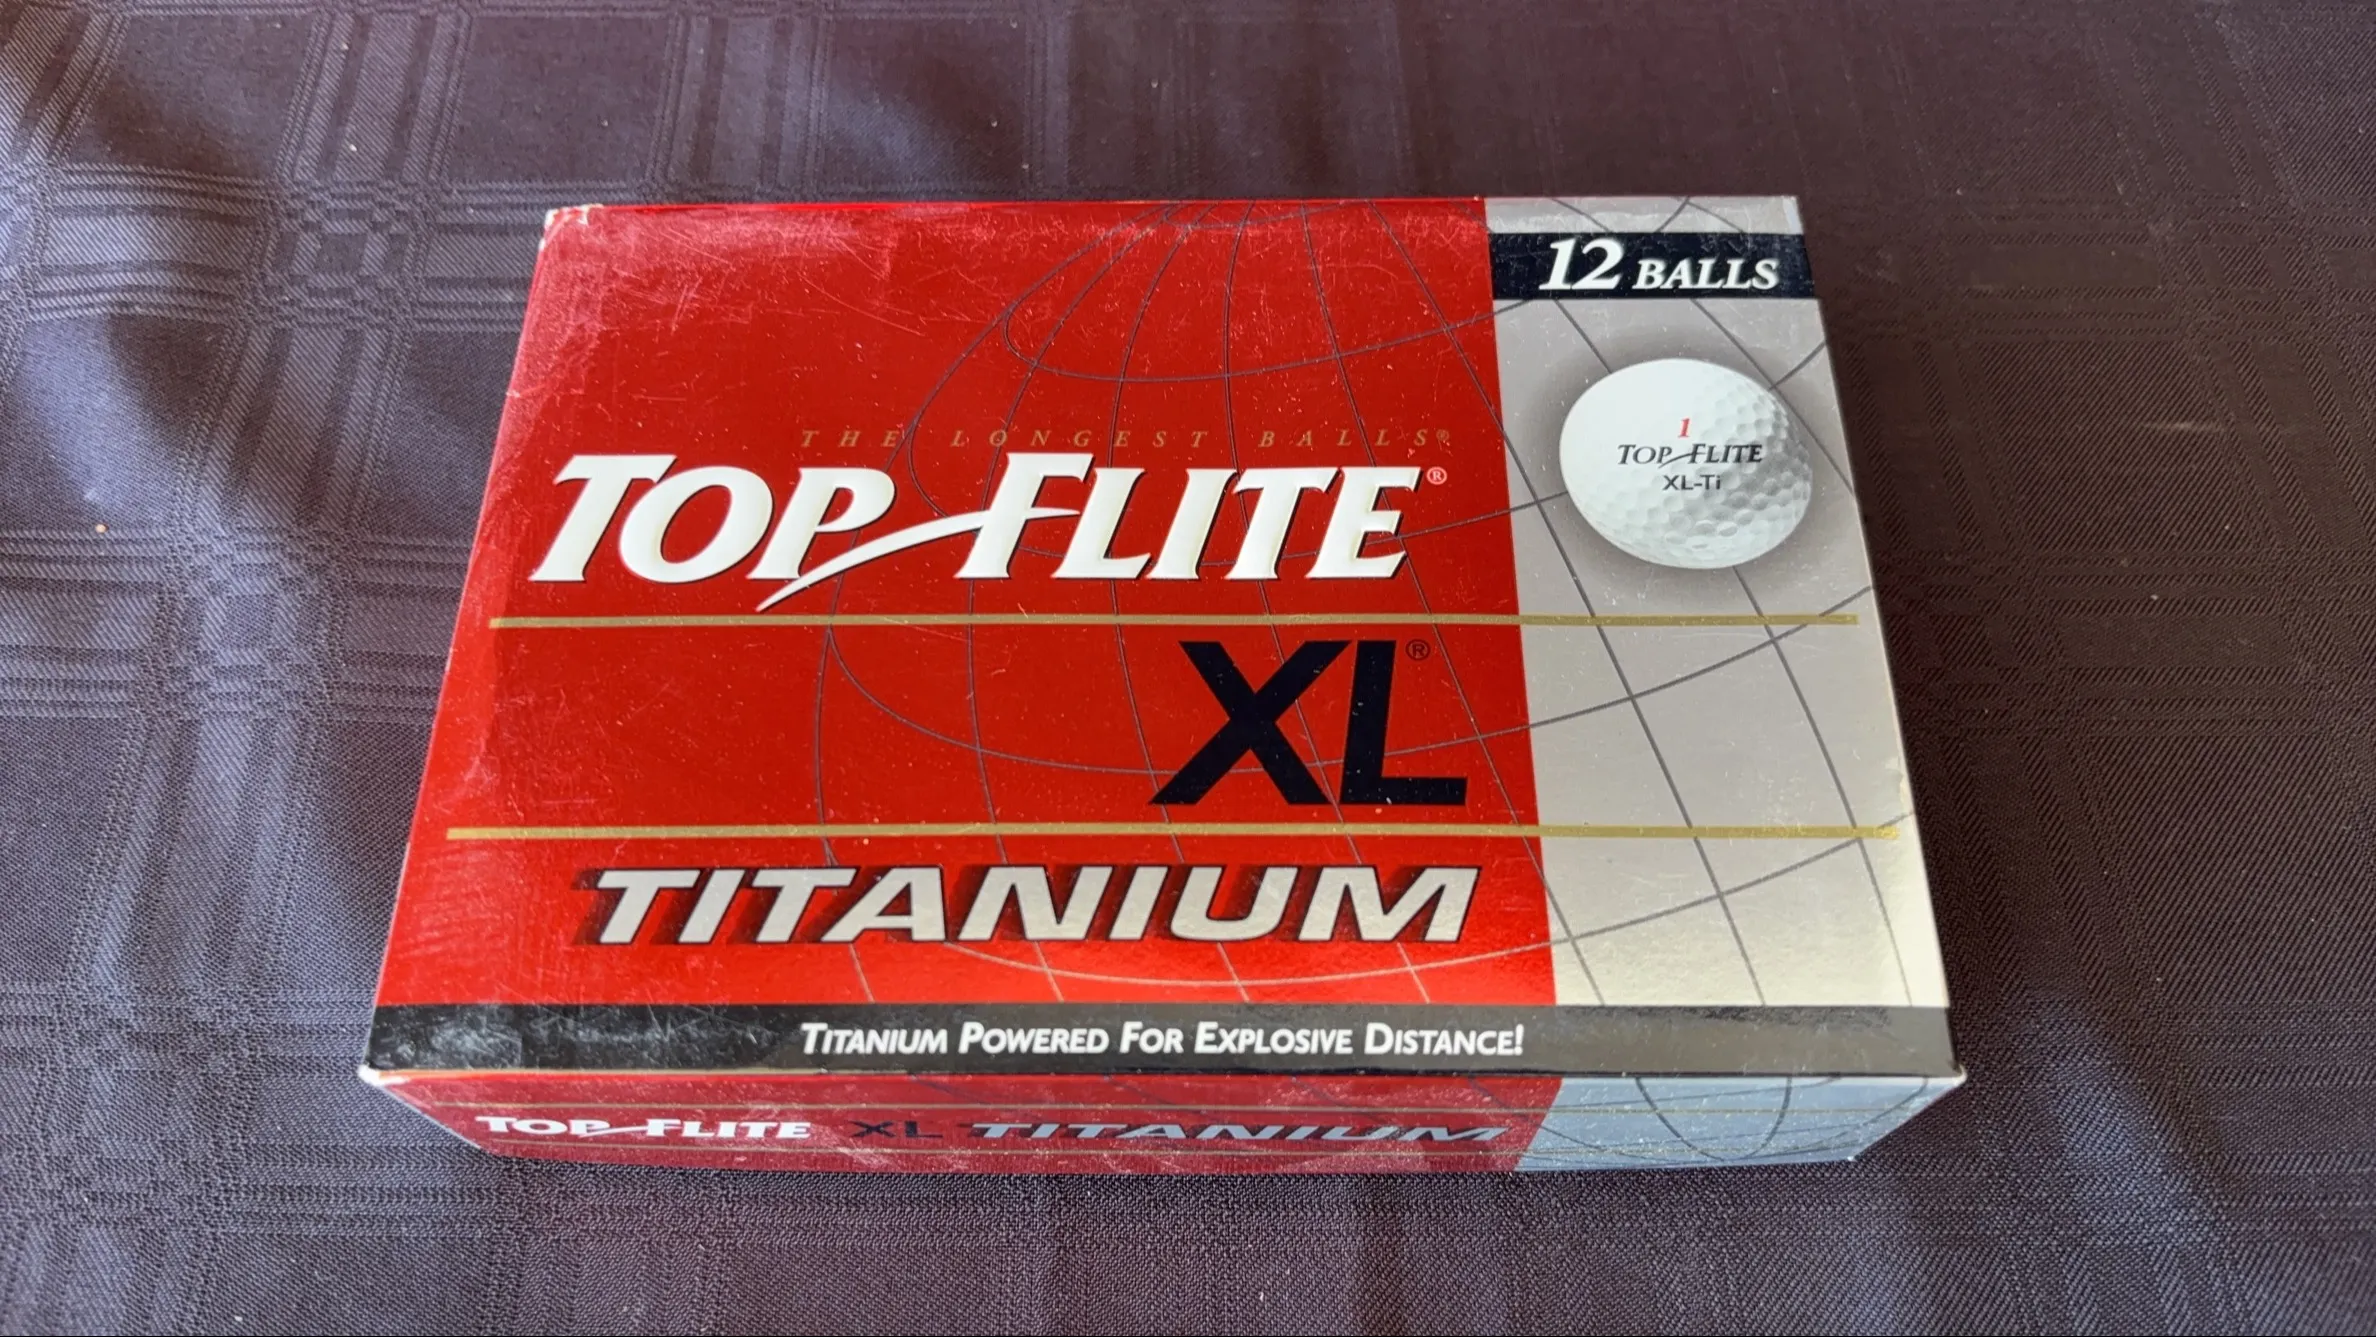 12 BALLS
THE LONGEST BALLS®
TOP FLITE®
1
TOP FLITE
XL-Ti
XL®
TITANIUM
TITANIUM POWERED FOR EXPLOSIVE DISTANCE!
TOP FLITE XL TITANIUM